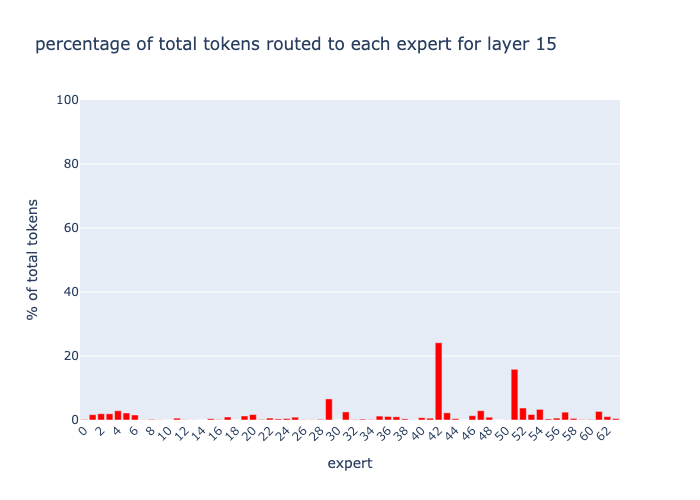 percentage of total tokens routed to each expert for layer 15
100
80
60
40
20
0
% of total tokens
0 2 4 6 8 10 12 14 16 18 20 22 24 26 28 30 32 34 36 38 40 42 44 46 48 50 52 54 56 58 60 62
expert